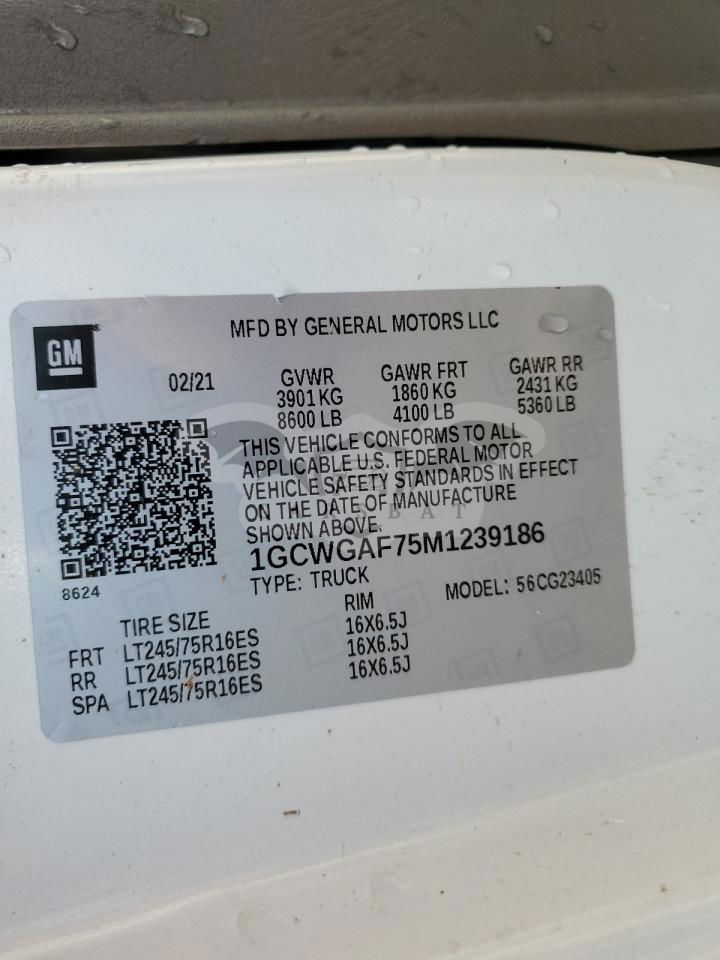 MFD BY GENERAL MOTORS LLC
GM
02/21
GVWR
3901 KG
8600 LB
GAWR FRT
1860 KG
4100 LB
GAWR RR
2431 KG
5360 LB
THIS VEHICLE CONFORMS TO ALL
APPLICABLE U.S. FEDERAL MOTOR
VEHICLE SAFETY STANDARDS IN EFFECT
ON THE DATE OF MANUFACTURE
SHOWN ABOVE.
1GCWGAF75M1239186
8624
TYPE: TRUCK
MODEL: 56CG23405
TIRE SIZE RIM
FRT LT245/75R16ES 16X6.5J
RR LT245/75R16ES 16X6.5J
SPA LT245/75R16ES 16X6.5J